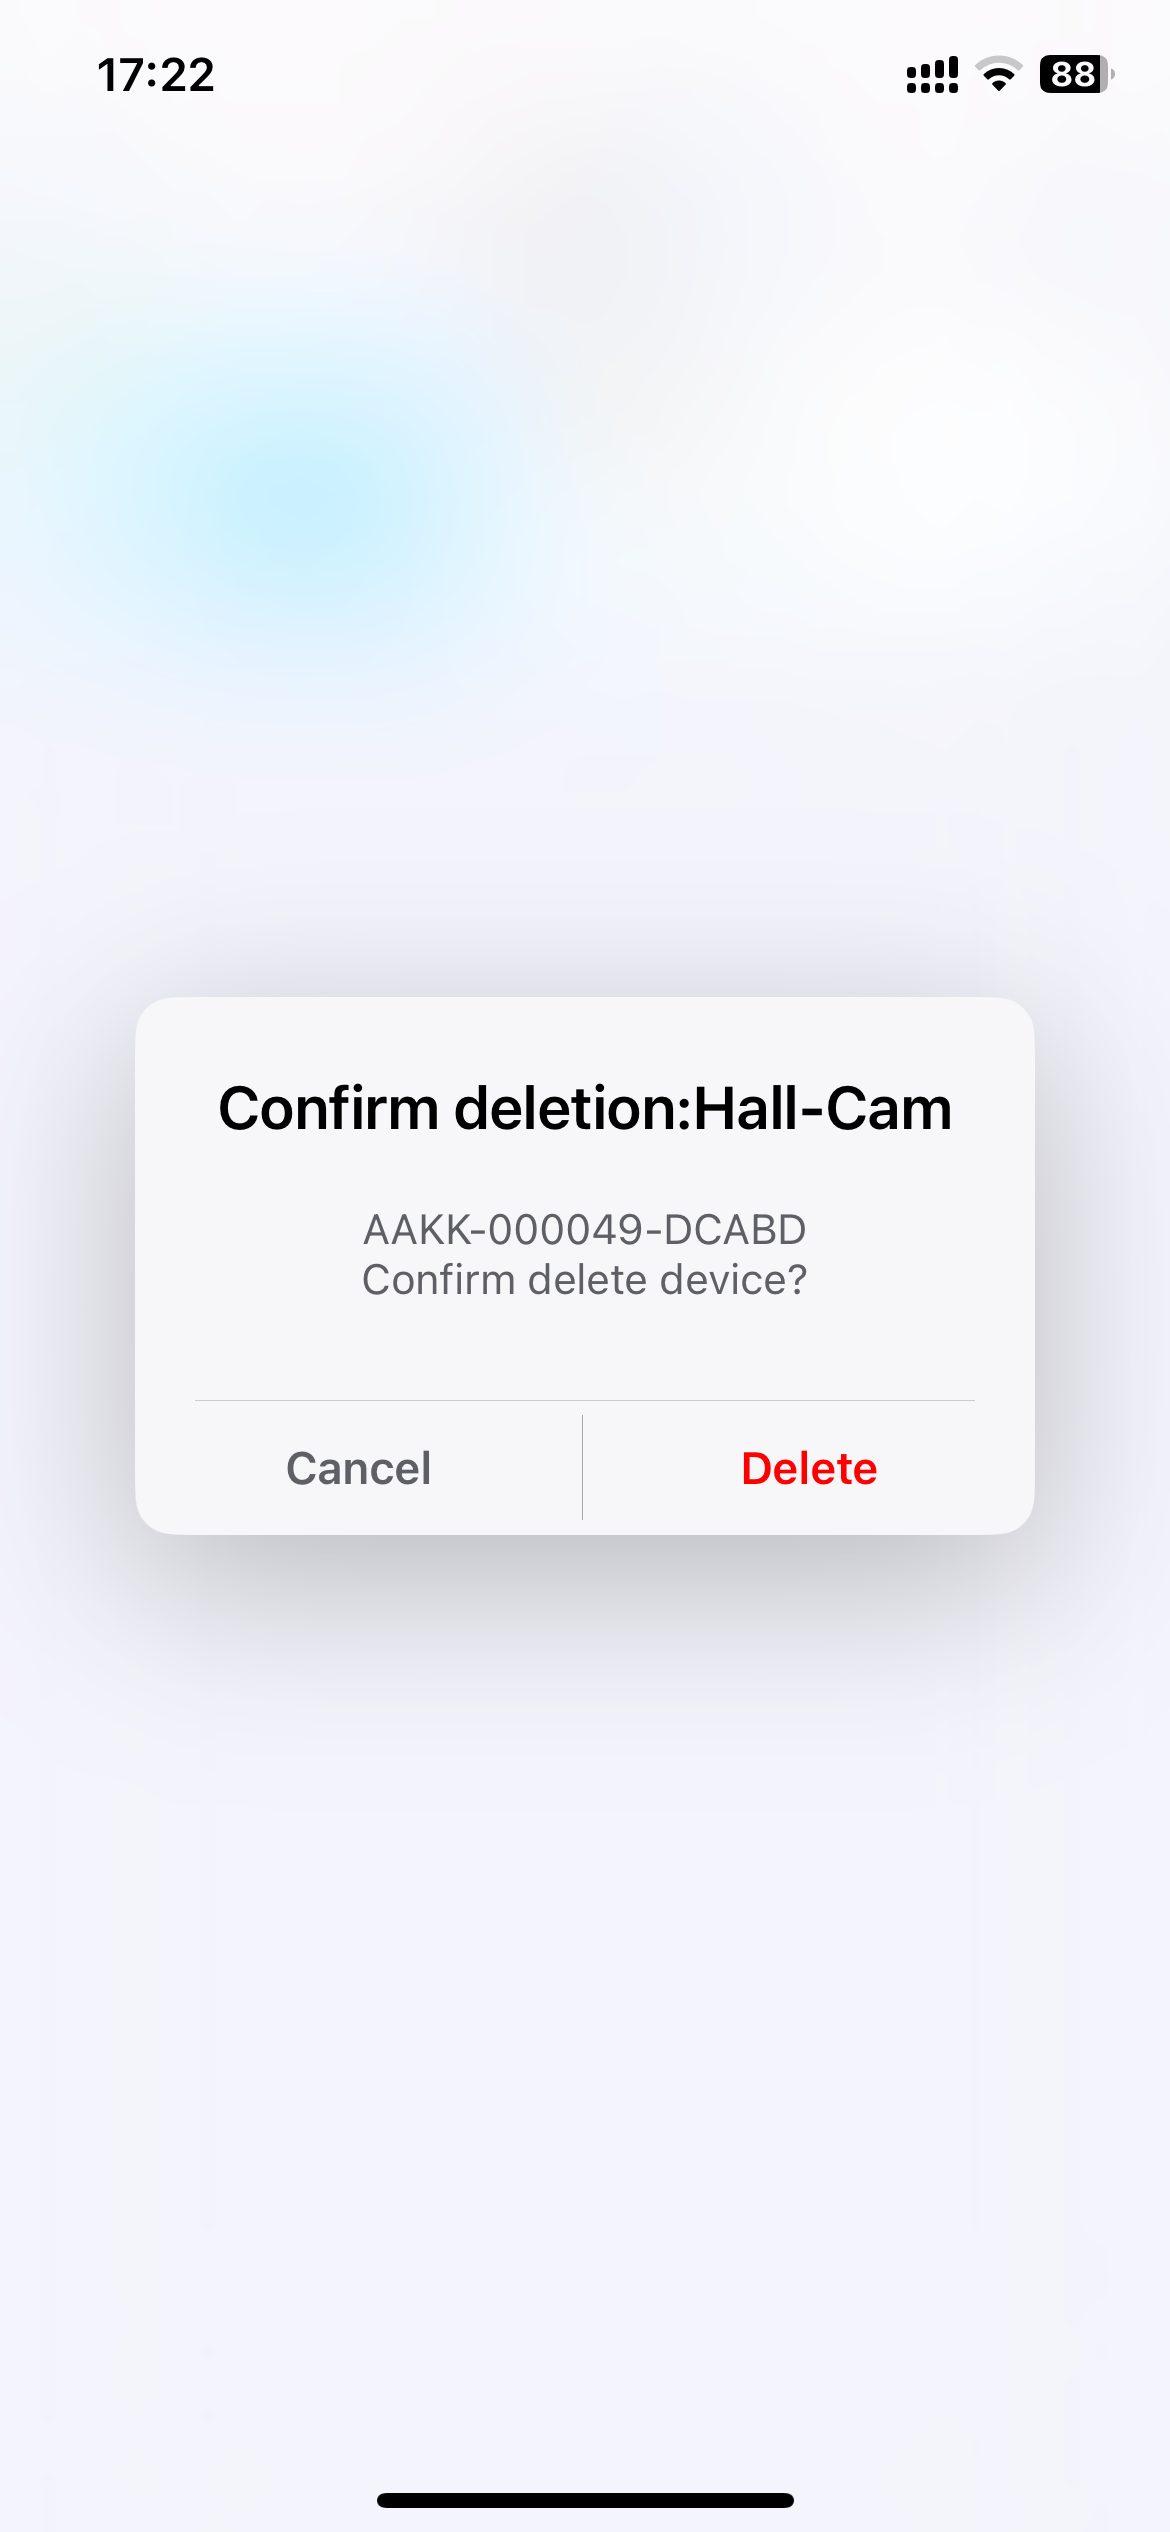 17:22
88
Confirm deletion:Hall-Cam
AAKK-000049-DCABD
Confirm delete device?
Cancel
Delete